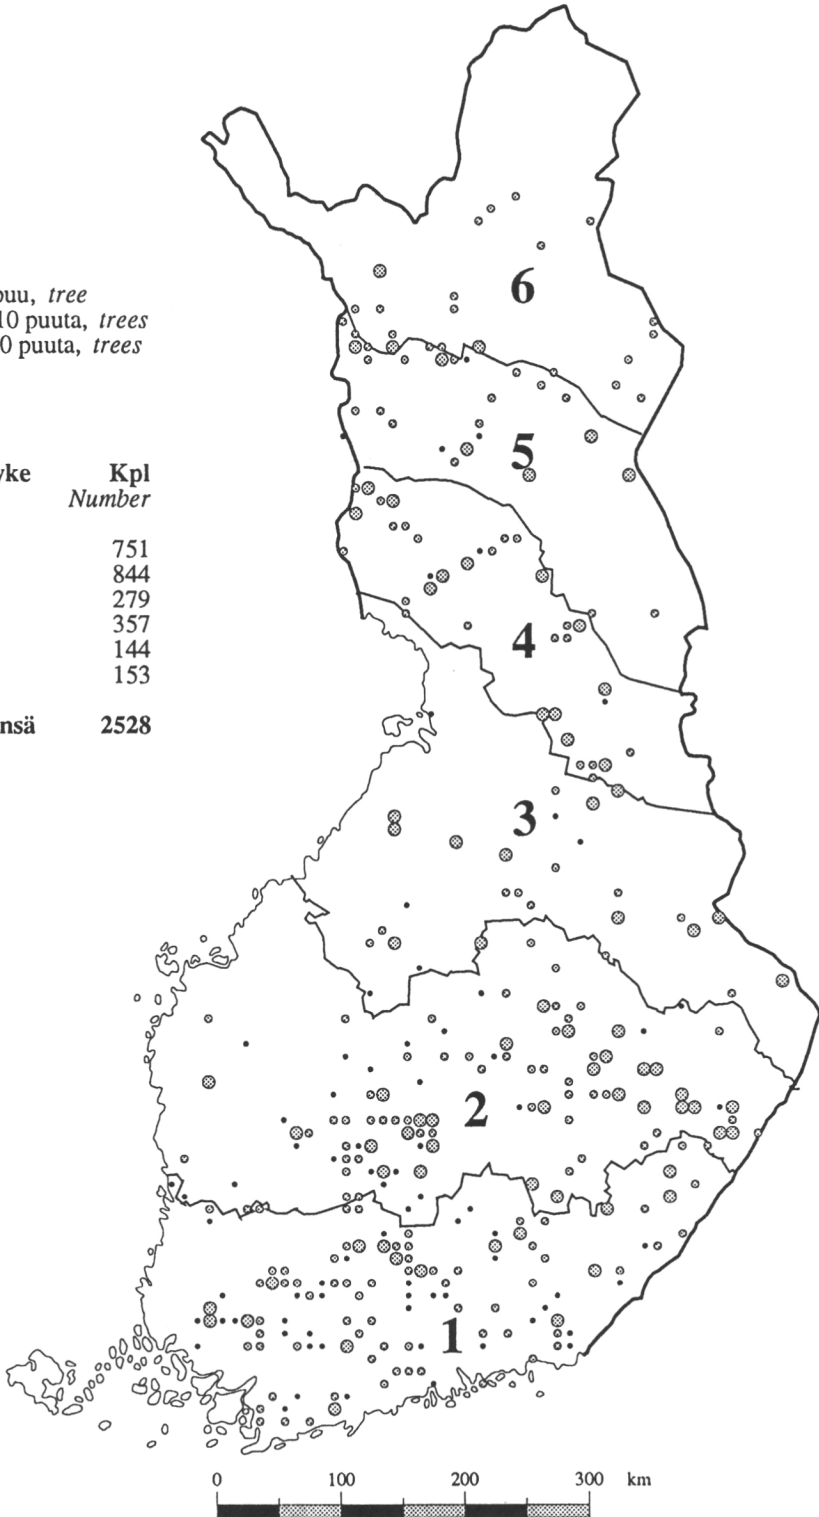 puu, tree
10 puuta, trees
0 puuta, trees
yke Kpl
Number
751
844
279
357
144
153
nsä 2528
6
5
4
3
2
1
0 100 200 300 km